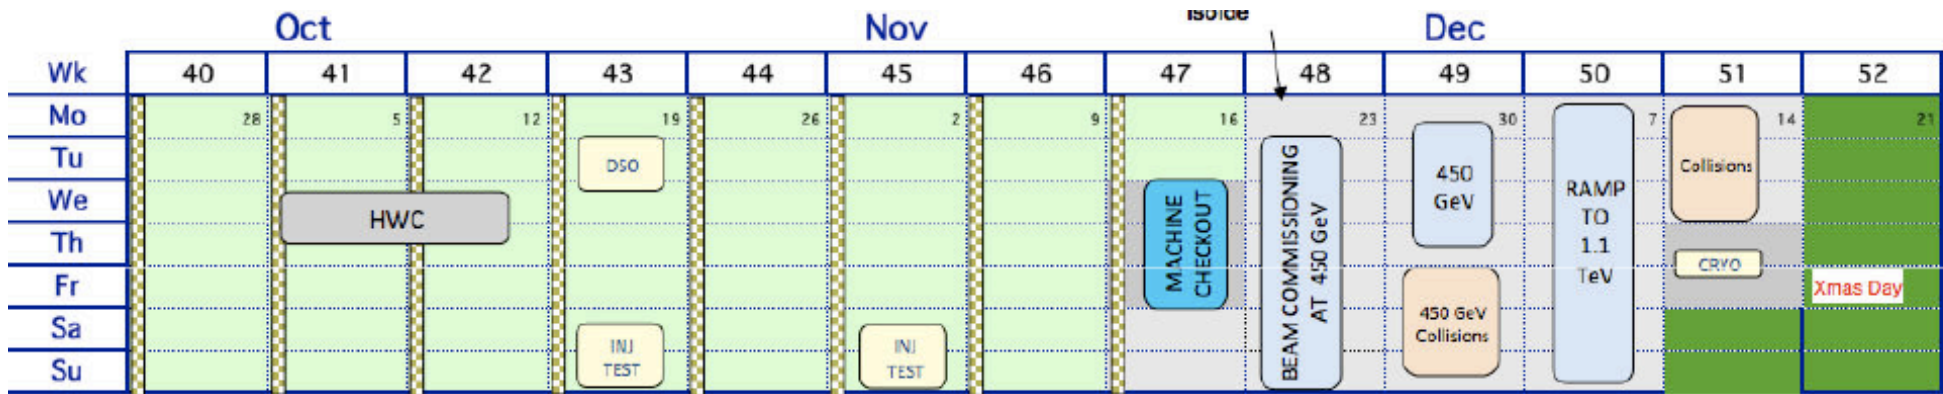 Oct Nov Isolde Dec
Wk 40 41 42 43 44 45 46 47 48 49 50 51 52
Mo 28 5 12 19 26 2 9 16 23 30 7 14 21
Tu
We
Th
Fr
Sa
Su
HWC
DSO
INJ
TEST
INJ
TEST
MACHINE
CHECKOUT
BEAM COMMISSIONING
AT 450 GeV
450
GeV
450 GeV
Collisions
RAMP
TO
1.1
TeV
Collisions
CRYO
Xmas Day